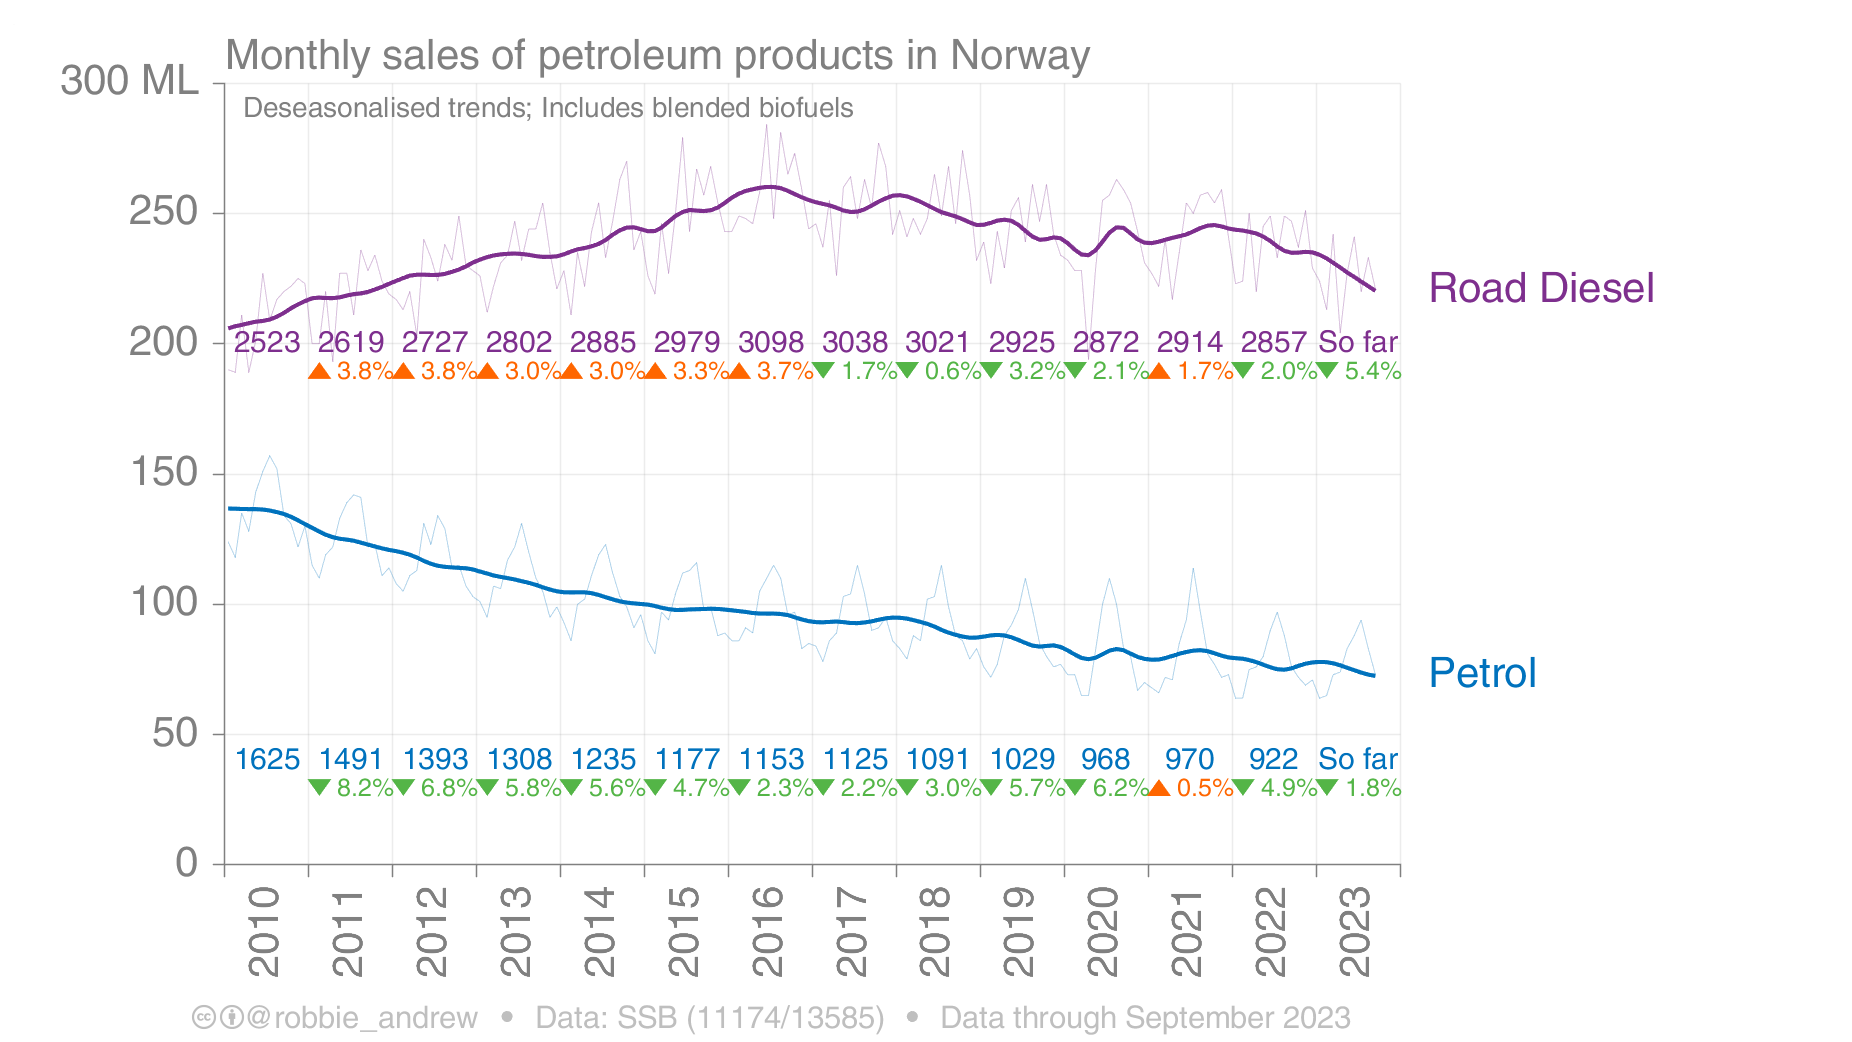 Monthly sales of petroleum products in Norway
300 ML
Deseasonalised trends; Includes blended biofuels
250
Road Diesel
200
2523 2619 2727 2802 2885 2979 3098 3038 3021 2925 2872 2914 2857 So far
3.8% 3.8% 3.0% 3.0% 3.3% 3.7% 1.7% 0.6% 3.2% 2.1% 1.7% 2.0% 5.4%
150
100
Petrol
50
1625 1491 1393 1308 1235 1177 1153 1125 1091 1029 968 970 922 So far
8.2% 6.8% 5.8% 5.6% 4.7% 2.3% 2.2% 3.0% 5.7% 6.2% 0.5% 4.9% 1.8%
0
2010 2011 2012 2013 2014 2015 2016 2017 2018 2019 2020 2021 2022 2023
cc @robbie_andrew • Data: SSB (11174/13585) • Data through September 2023